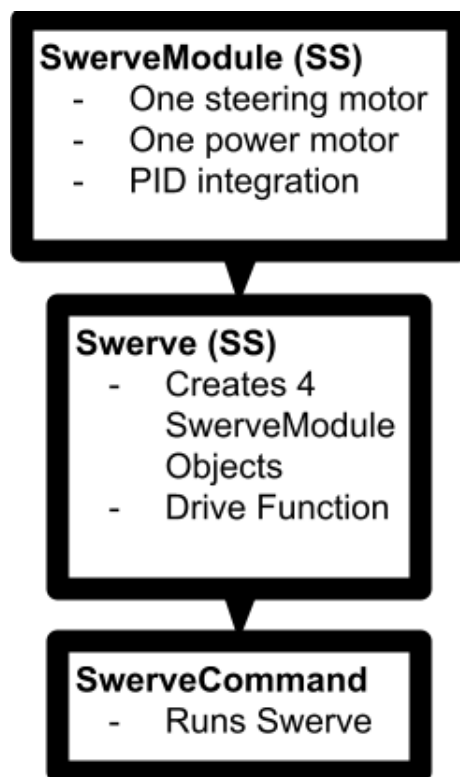 SwerveModule (SS)
- One steering motor
- One power motor
- PID integration
Swerve (SS)
- Creates 4
SwerveModule
Objects
- Drive Function
SwerveCommand
- Runs Swerve